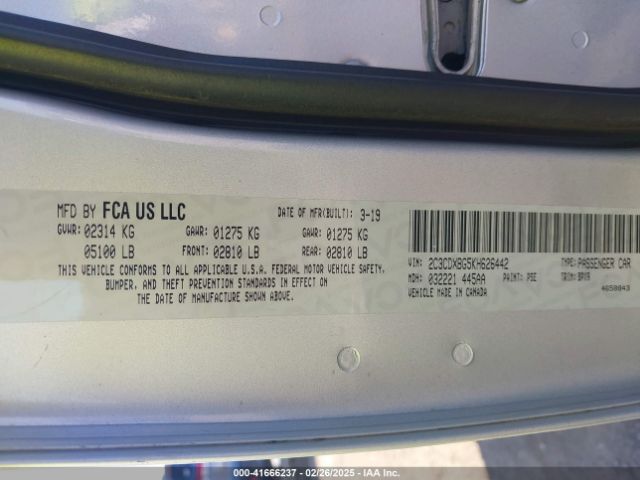 MFD BY FCA US LLC DATE OF MFR(BUILT): 3-19
GVWR: 02314 KG GAWR: 01275 KG GAWR: 01275 KG
05100 LB FRONT: 02810 LB REAR: 02810 LB
THIS VEHICLE CONFORMS TO ALL APPLICABLE U.S.A. FEDERAL MOTOR VEHICLE SAFETY,
BUMPER, AND THEFT PREVENTION STANDARDS IN EFFECT ON
THE DATE OF MANUFACTURE SHOWN ABOVE.
VIN: 2C3CDXBG5KH626442 TYPE: PASSENGER CAR
MDH: 032221 445AA PAINT: PSE TRIM: BPX9
VEHICLE MADE IN CANADA 4658843
000-41666237 - 02/26/2025 - IAA Inc.